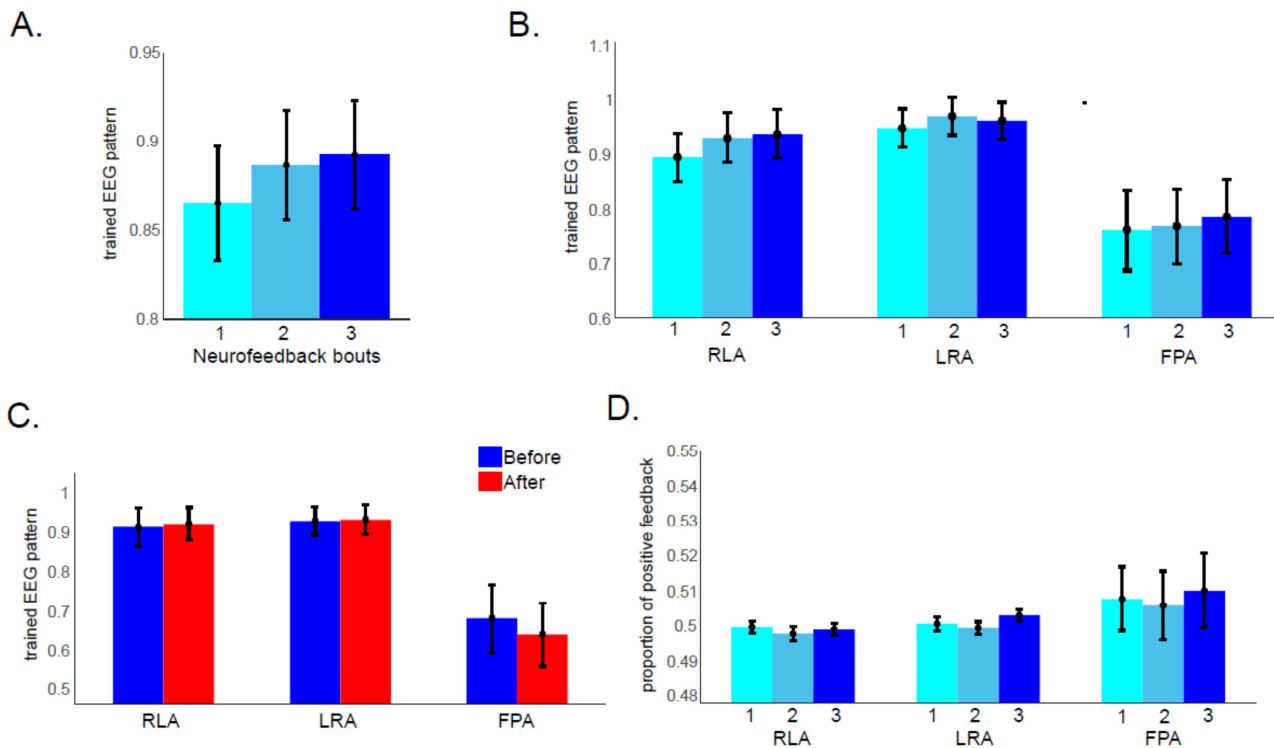 A.
0.95
0.9
0.85
0.8
trained EEG pattern
1 2 3
Neurofeedback bouts
B.
1.1
1
0.9
0.8
0.7
0.6
trained EEG pattern
1 2 3 1 2 3 1 2 3
RLA LRA FPA
C.
Before
After
1
0.9
0.8
0.7
0.6
0.5
trained EEG pattern
RLA LRA FPA
D.
0.55
0.54
0.53
0.52
0.51
0.5
0.49
0.48
proportion of positive feedback
1 2 3 1 2 3 1 2 3
RLA LRA FPA